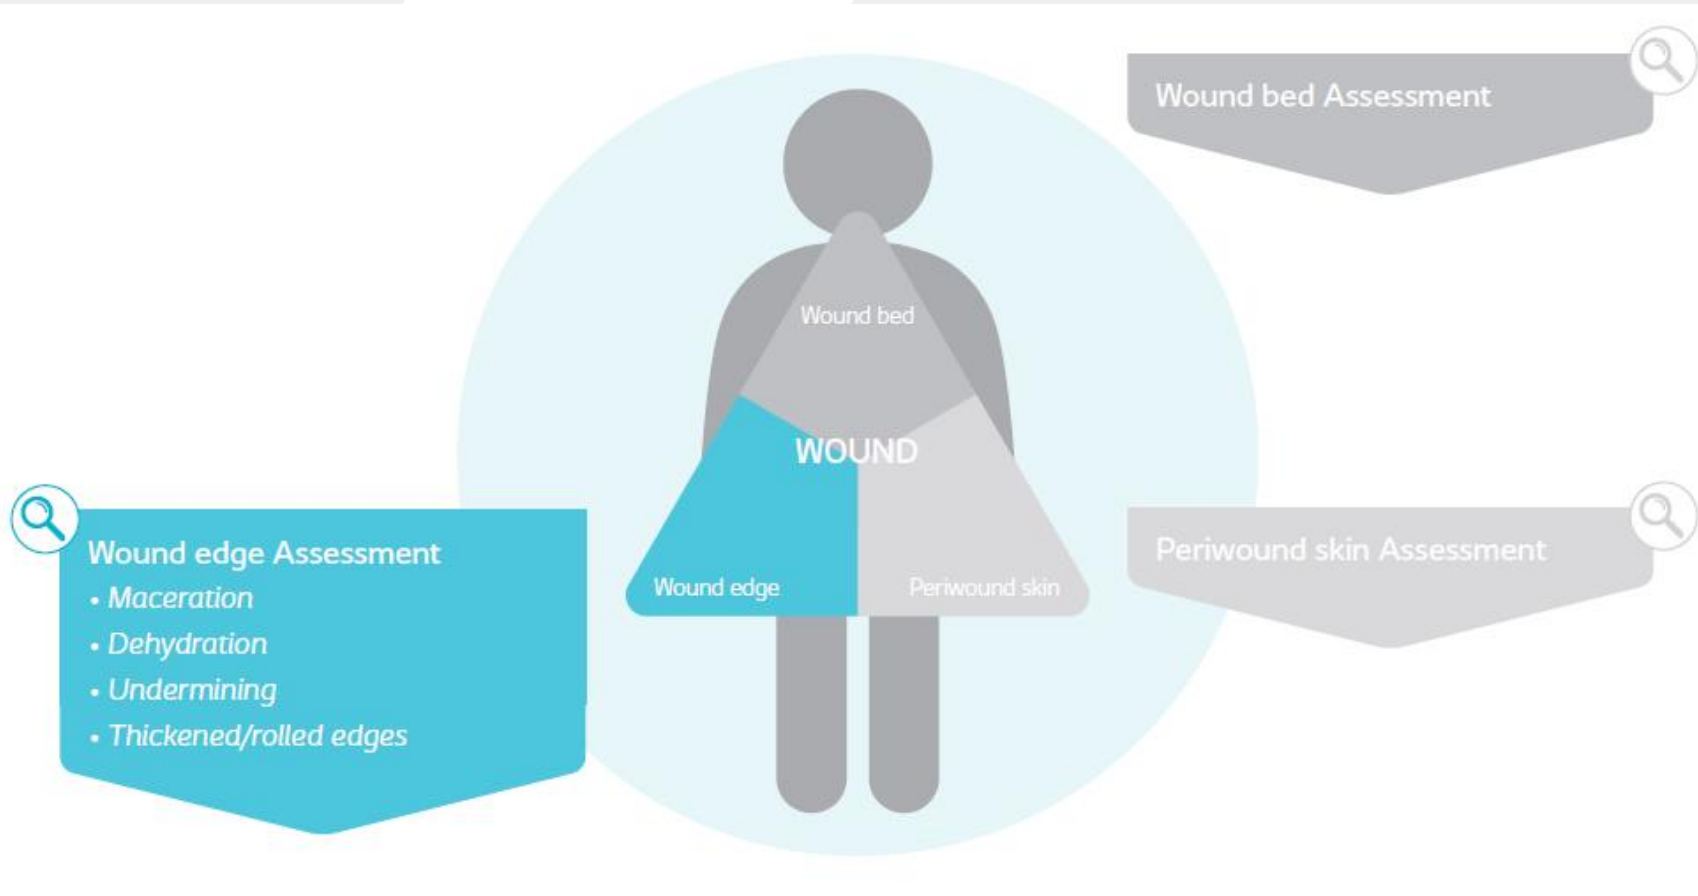 Wound bed Assessment
Wound bed
WOUND
Wound edge
Periwound skin
Wound edge Assessment
• Maceration
• Dehydration
• Undermining
• Thickened/rolled edges
Periwound skin Assessment